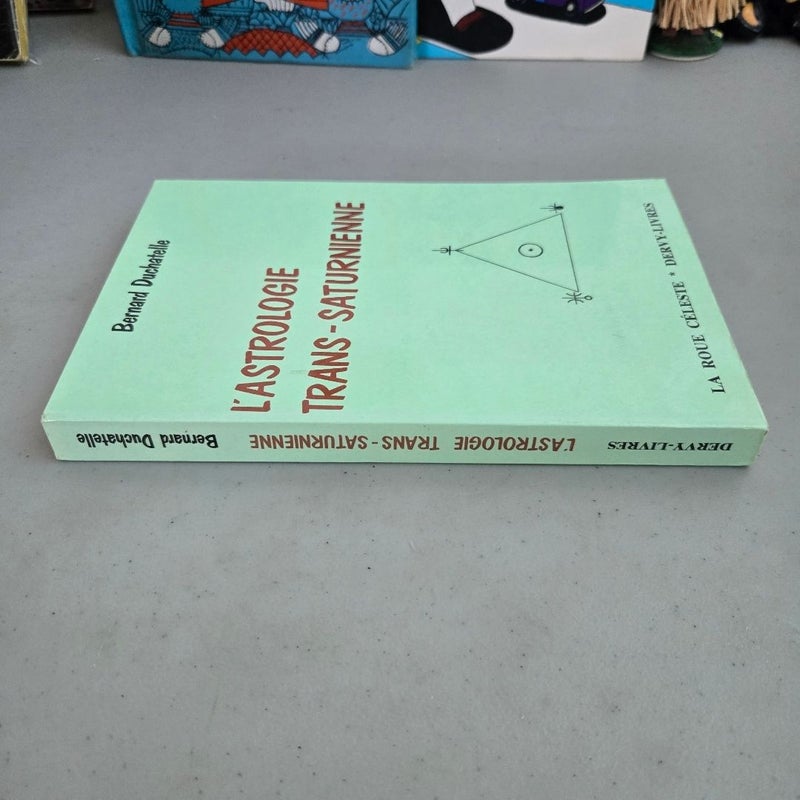 Bernard Duchatelle
L'ASTROLOGIE
TRANS-SATURNIENNE
LA ROUE CÉLESTE * DERVY-LIVRES
DERVY-LIVRES L'ASTROLOGIE TRANS-SATURNIENNE Bernard Duchatelle